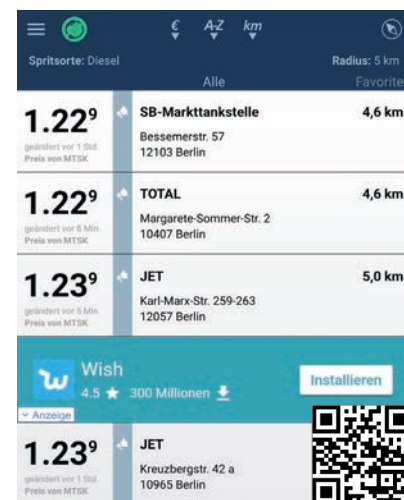 € A-Z km
Spritsorte: Diesel Radius: 5 km
Alle Favorite
1.22⁹ SB-Markttankstelle 4,6 km
Bessemerstr. 57
geändert vor 1 Std. 12103 Berlin
Preis von MTSK
1.22⁹ TOTAL 4,6 km
Margarete-Sommer-Str. 2
geändert vor 8 Min. 10407 Berlin
Preis von MTSK
1.23⁹ JET 5,0 km
Karl-Marx-Str. 259-263
geändert vor 5 Min. 12057 Berlin
Preis von MTSK
Wish
4.5 ★ 300 Millionen Installieren
Anzeige
1.23⁹ JET
Kreuzbergstr. 42 a
geändert vor 1 Std. 10965 Berlin
Preis von MTSK